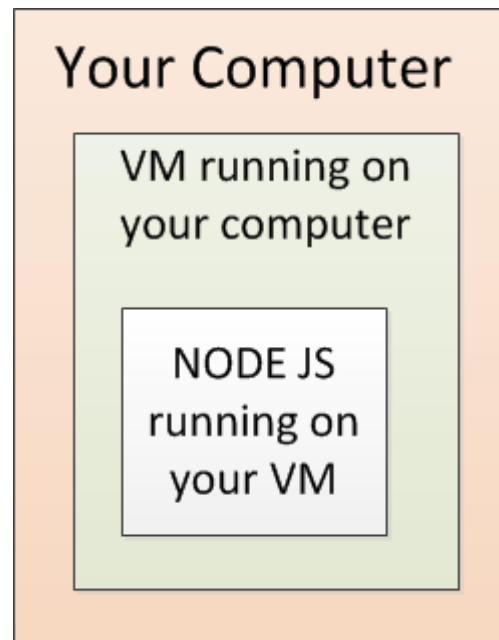 Your Computer
VM running on
your computer
NODE JS
running on
your VM